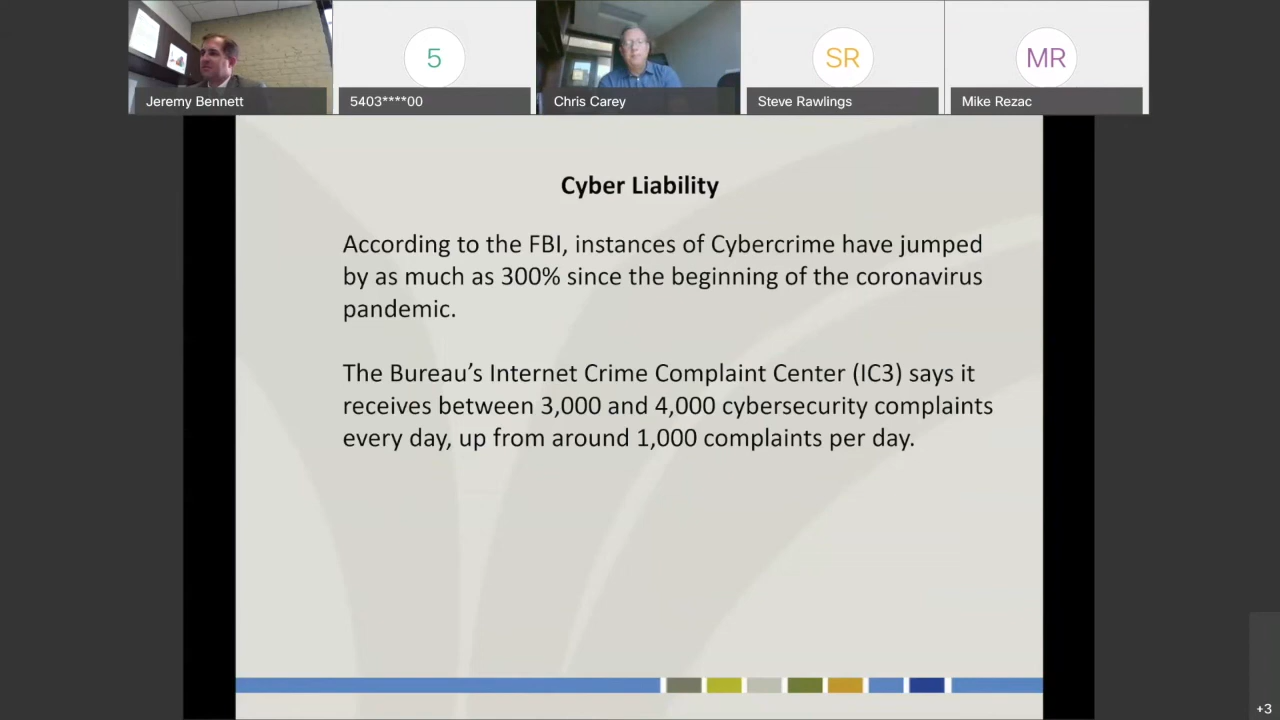 5
SR
MR
Jeremy Bennett
5403****00
Chris Carey
Steve Rawlings
Mike Rezac
Cyber Liability
According to the FBI, instances of Cybercrime have jumped
by as much as 300% since the beginning of the coronavirus
pandemic.
The Bureau’s Internet Crime Complaint Center (IC3) says it
receives between 3,000 and 4,000 cybersecurity complaints
every day, up from around 1,000 complaints per day.
+3